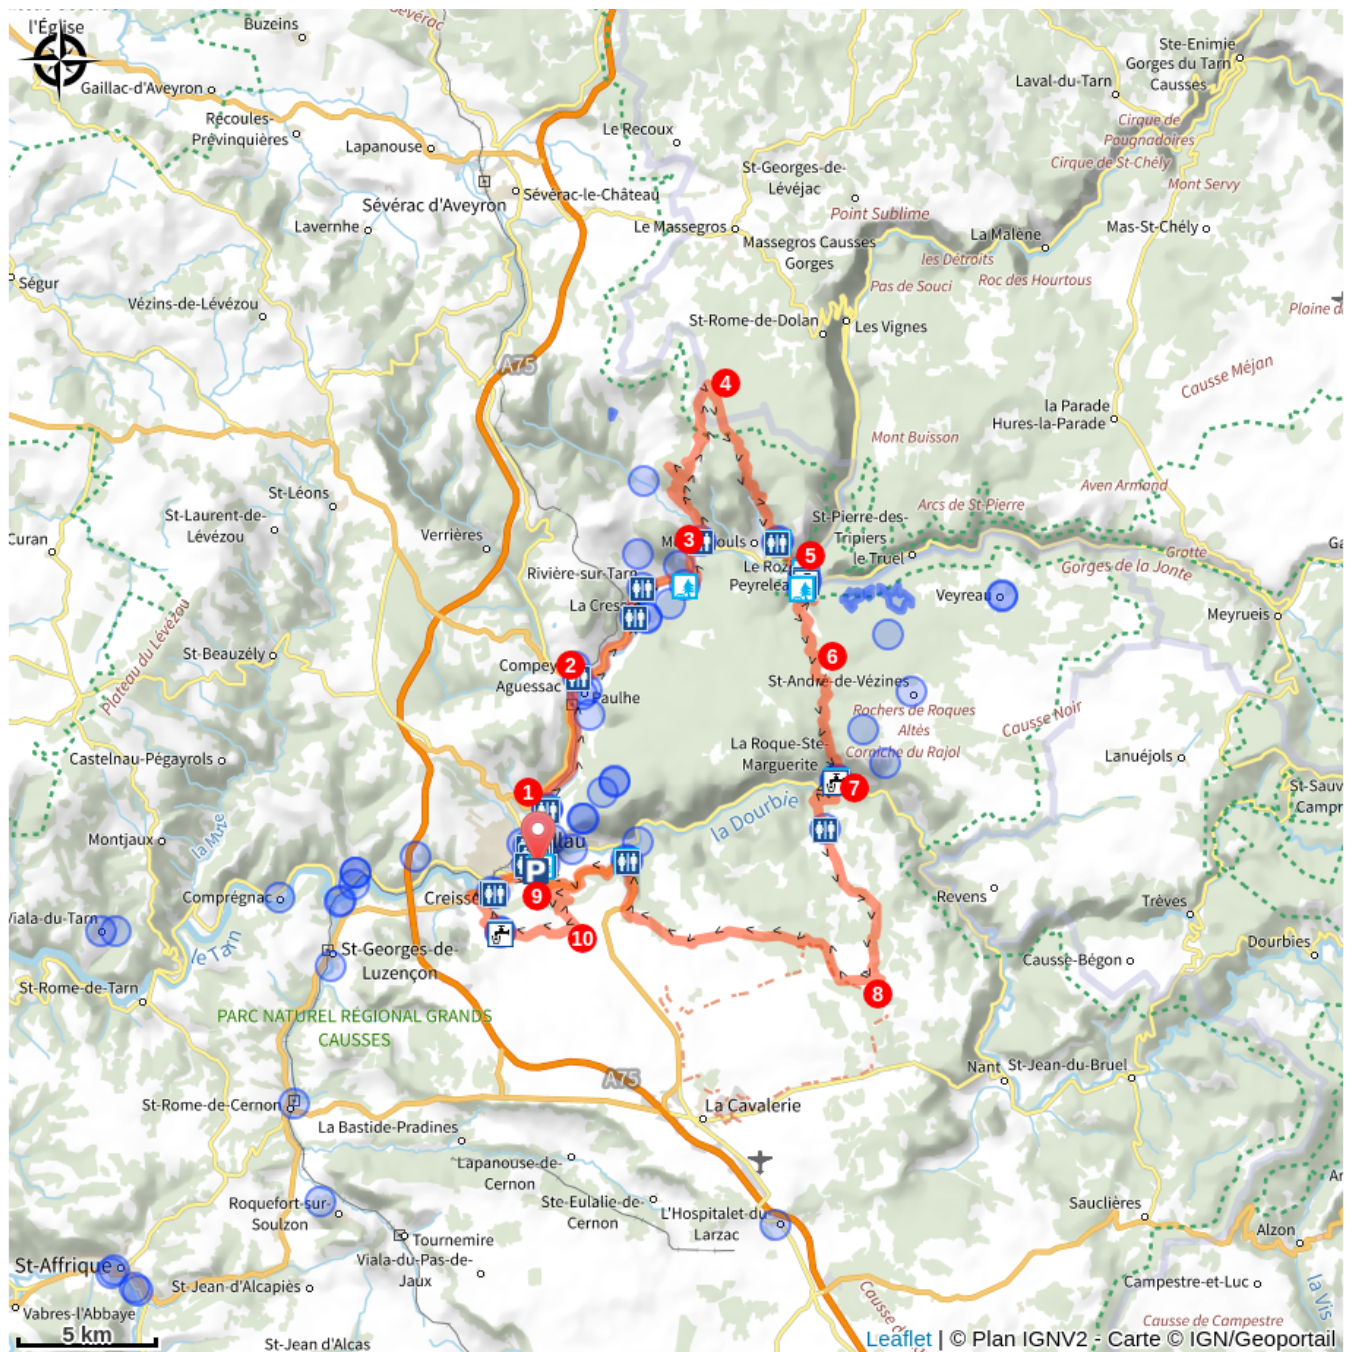 l'Église
Buzeins
Sévérac
Ste-Enimie
Gorges du Tarn
Causses
Gaillac-d'Aveyron
Laval-du-Tarn
Recoules-
Prévinquières
Le Recoux
Cirque de
Pougnadoires
Lapanouse
Cirque de St-Chély
St-Georges-de-
Lévéjac
Mont Servy
Sévérac-le-Château
Sévérac d'Aveyron
Point Sublime
Lavernhe
Le Massegros
La Malène
Mas-St-Chély
Massegros Causses
Gorges
les Détroits
Ségur
Pas de Souci
Roc des Hourtous
Vézins-de-Lévézou
Plaine d
St-Rome-de-Dolan
Les Vignes
A75
4
Causse Méjan
la Parade
Hures-la-Parade
Mont Buisson
St-Léons
Aven Armand
Arcs de St-Pierre
St-Laurent-de-
Lévézou
St-Pierre-des-
Tripiers
Verrières
Curan
3
ouls
5
le Truel
Grotte
Gorges de la Jonte
Le Roz
Peyrelea
Rivière-sur-Tarn
La Cress
Veyreau
Meyrueis
Plateau du Lévézou
St-Beauzély
2
6
Compey
Aguessac
Paulhe
St-André-de-Vézines
Rochers de Roques
Altès
Causse Noir
La Roque-Ste-
Marguerite
Corniche du Rajol
Castelnau-Pégayrols
Lanuéjols
1
7
St-Sauv
Campr
la Dourbie
Montjaux
la Muze
llau
P
Comprégnac
Creisse
9
Revens
Trèves
Viala-du-Tarn
le Tarn
10
Dourbies
St-Georges-de-
Luzençon
Causse-Bégon
St-Rome-de-Tarn
8
PARC NATUREL RÉGIONAL GRANDS
CAUSSES
A75
Nant
St-Jean-du-Bruel
St-Rome-de-Cernon
La Cavalerie
La Bastide-Pradines
Lapanouse-de-
Cernon
Roquefort-sur-
Soulzon
Ste-Eulalie-de-
Cernon
L'Hospitalet-du-
Larzac
Sauclières
Alzon
Tournemire
St-Affrique
Viala-du-Pas-de-
Jaux
St-Jean-d'Alcapiès
Campestre-et-Luc
la Vis
Vabres-l'Abbaye
Causse de Campestre
Causse d
5 km
St-Jean d'Alcas
Leaflet | © Plan IGNV2 - Carte © IGN/Geoportail